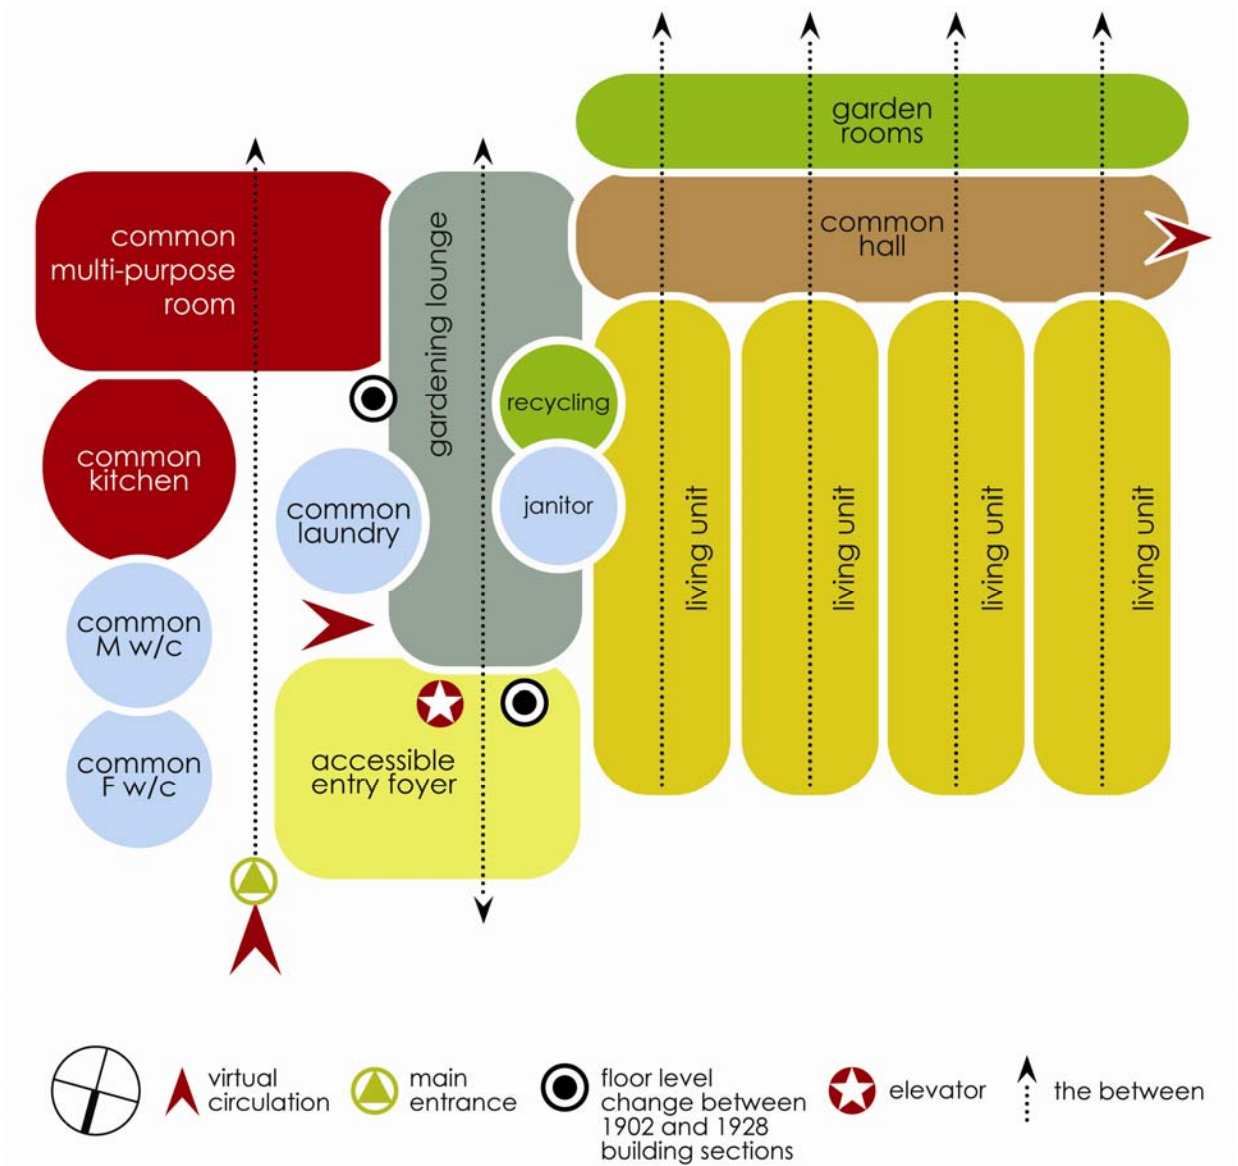 garden
rooms
common
hall
common
multi-purpose
room
gardening lounge
recycling
janitor
common
kitchen
common
laundry
common
M w/c
common
F w/c
accessible
entry foyer
living unit
living unit
living unit
living unit
virtual
circulation
main
entrance
floor level
change between
1902 and 1928
building sections
elevator
the between